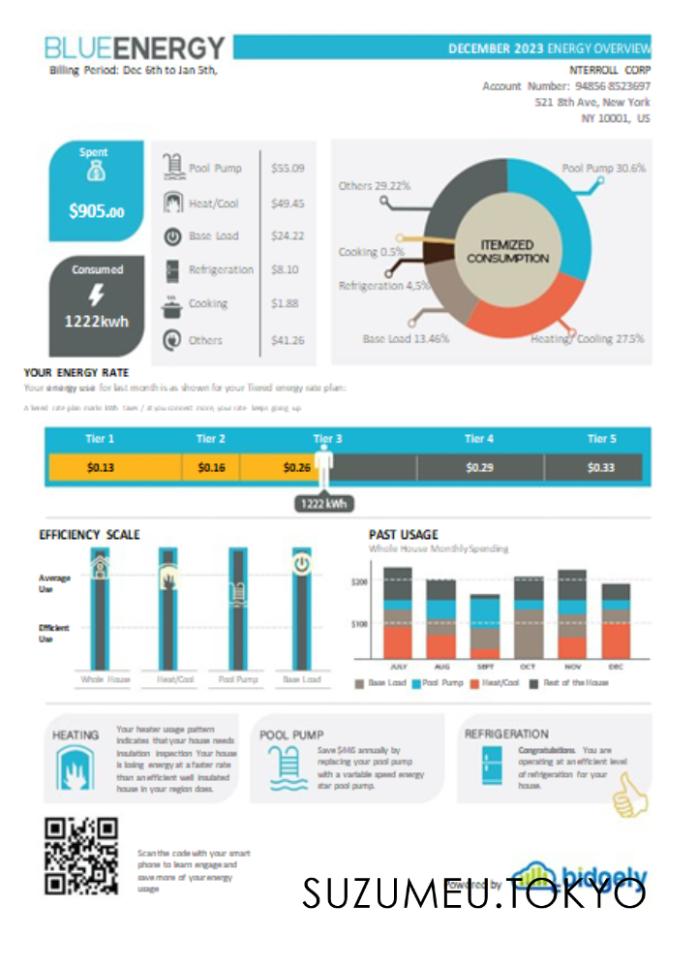 BLUEENERGY
DECEMBER 2023 ENERGY OVERVIEW
Billing Period: Dec 6th to Jan 5th,
NTERROLL CORP
Account Number: 94856 8523697
521 8th Ave, New York
NY 10001, US
Spent
$905.00
Consumed
1222kwh
Pool Pump $55.09
Heat/Cool $49.45
Base Load $24.22
Refrigeration $8.10
Cooking $1.88
Others $41.26
Pool Pump 30.6%
Others 29.22%
ITEMIZED
CONSUMPTION
Cooking 0.5%
Refrigeration 4,5%
Base Load 13.46%
Heating/ Cooling 27.5%
YOUR ENERGY RATE
Your energy use for last month is as shown for your Tiered energy rate plan:
A tiered rate plan kWh / at you connect more, your rate keeps going up
Tier 1 Tier 2 Tier 3 Tier 4 Tier 5
$0.13 $0.16 $0.26 $0.29 $0.33
1222 kWh
EFFICIENCY SCALE
Average
Use
Efficient
Use
Whole House Heat/Cool Pool Pump Base Load
PAST USAGE
Whole House Monthly Spending
$200
$100
JULY AUG SEPT OCT NOV DEC
Base Load Pool Pump Heat/Cool Rest of the House
HEATING
Your heater usage pattern
indicates that your house needs
insulation inspection Your house
is losing energy at a faster rate
than an efficient well insulated
house in your region does.
POOL PUMP
Save $446 annually by
replacing your pool pump
with a variable speed energy
star pool pump.
REFRIGERATION
Congratulations. You are
operating at an efficient level
of refrigeration for your
house.
Scan the code with your smart
phone to learn engage and
save more of your energy
usage
Powered by bidgely
SUZUMEU.TOKYO